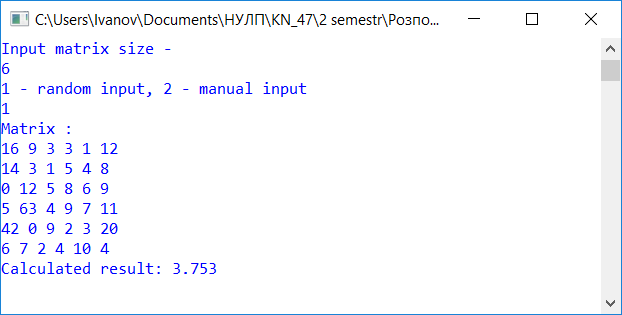 C:\Users\Ivanov\Documents\НУЛП\KN_47\2 semestr\Розпо...
Input matrix size -
6
1 - random input, 2 - manual input
1
Matrix :
16 9 3 3 1 12
14 3 1 5 4 8
0 12 5 8 6 9
5 63 4 9 7 11
42 0 9 2 3 20
6 7 2 4 10 4
Calculated result: 3.753